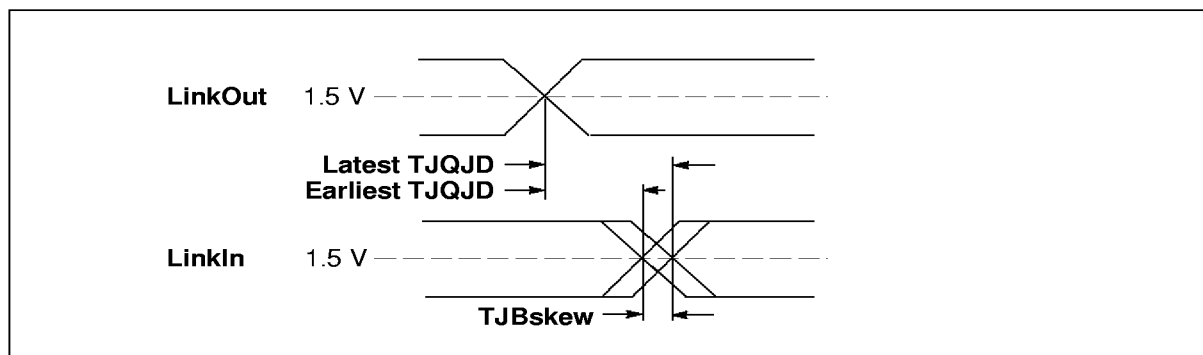 LinkOut 1.5 V
Latest TJQJD
Earliest TJQJD
LinkIn 1.5 V
TJBskew